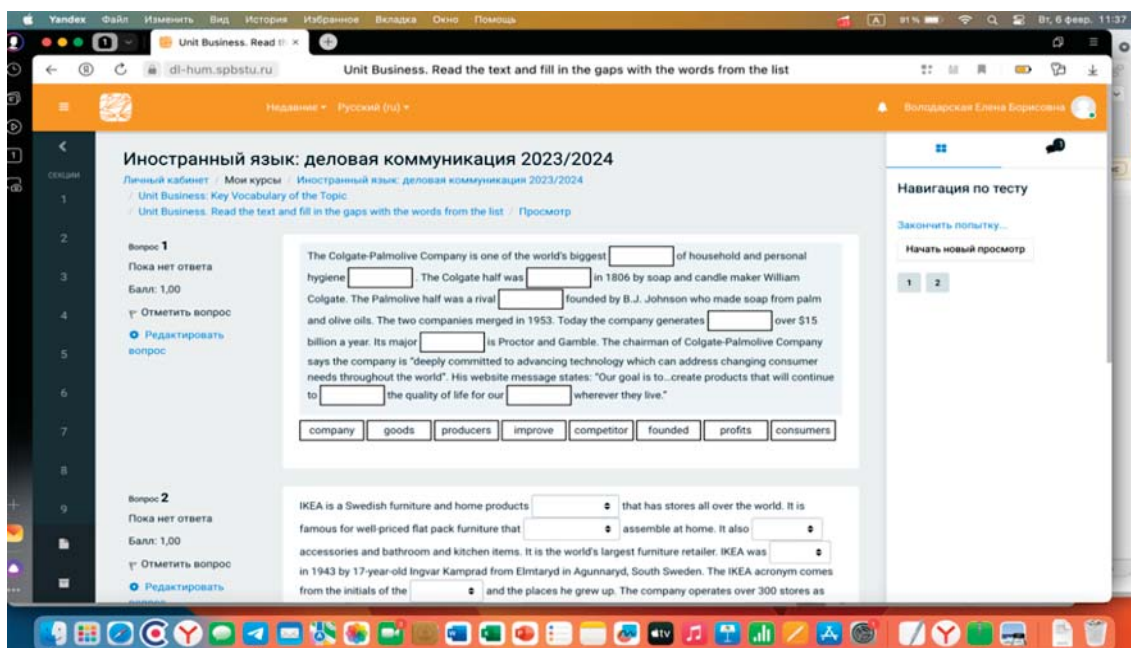 Yandex Файл Изменить Вид История Избранное Вкладка Окно Помощь A 81 % Вт, 6 февр. 11:37
1 Unit Business. Read th
dl-hum.spbstu.ru Unit Business. Read the text and fill in the gaps with the words from the list
Недавние Русский (ru) Володарская Елена Борисовна
Иностранный язык: деловая коммуникация 2023/2024
СЕКЦИИ
Личный кабинет / Мои курсы / Иностранный язык: деловая коммуникация 2023/2024
/ Unit Business: Key Vocabulary of the Topic
/ Unit Business. Read the text and fill in the gaps with the words from the list / Просмотр
1
2
3
4
5
6
7
8
9
Вопрос 1
Пока нет ответа
Балл: 1,00
Отметить вопрос
Редактировать
вопрос
The Colgate-Palmolive Company is one of the world's biggest of household and personal
hygiene . The Colgate half was in 1806 by soap and candle maker William
Colgate. The Palmolive half was a rival founded by B.J. Johnson who made soap from palm
and olive oils. The two companies merged in 1953. Today the company generates over $15
billion a year. Its major is Proctor and Gamble. The chairman of Colgate-Palmolive Company
says the company is "deeply committed to advancing technology which can address changing consumer
needs throughout the world". His website message states: "Our goal is to...create products that will continue
to the quality of life for our wherever they live."
company goods producers improve competitor founded profits consumers
Вопрос 2
Пока нет ответа
Балл: 1,00
Отметить вопрос
Редактировать
вопрос
IKEA is a Swedish furniture and home products that has stores all over the world. It is
famous for well-priced flat pack furniture that assemble at home. It also
accessories and bathroom and kitchen items. It is the world's largest furniture retailer. IKEA was
in 1943 by 17-year-old Ingvar Kamprad from Elmtaryd in Agunnaryd, South Sweden. The IKEA acronym comes
from the initials of the and the places he grew up. The company operates over 300 stores as
Навигация по тесту
Закончить попытку...
Начать новый просмотр
1 2
tv